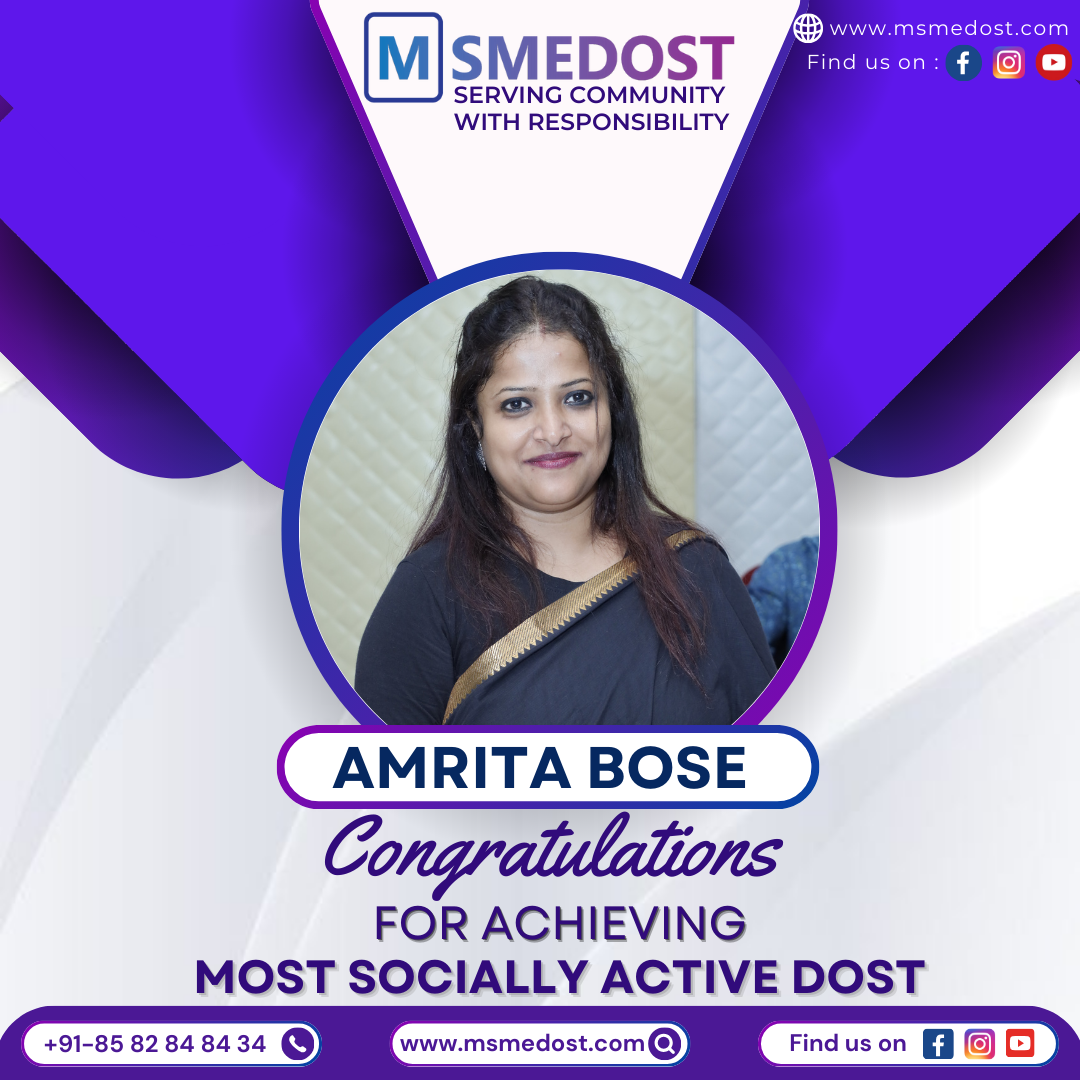 MSMEDOST
SERVING COMMUNITY
WITH RESPONSIBILITY
www.msmedost.com
Find us on :
AMRITA BOSE
Congratulations
FOR ACHIEVING
MOST SOCIALLY ACTIVE DOST
+91-85 82 84 84 34
www.msmedost.com
Find us on